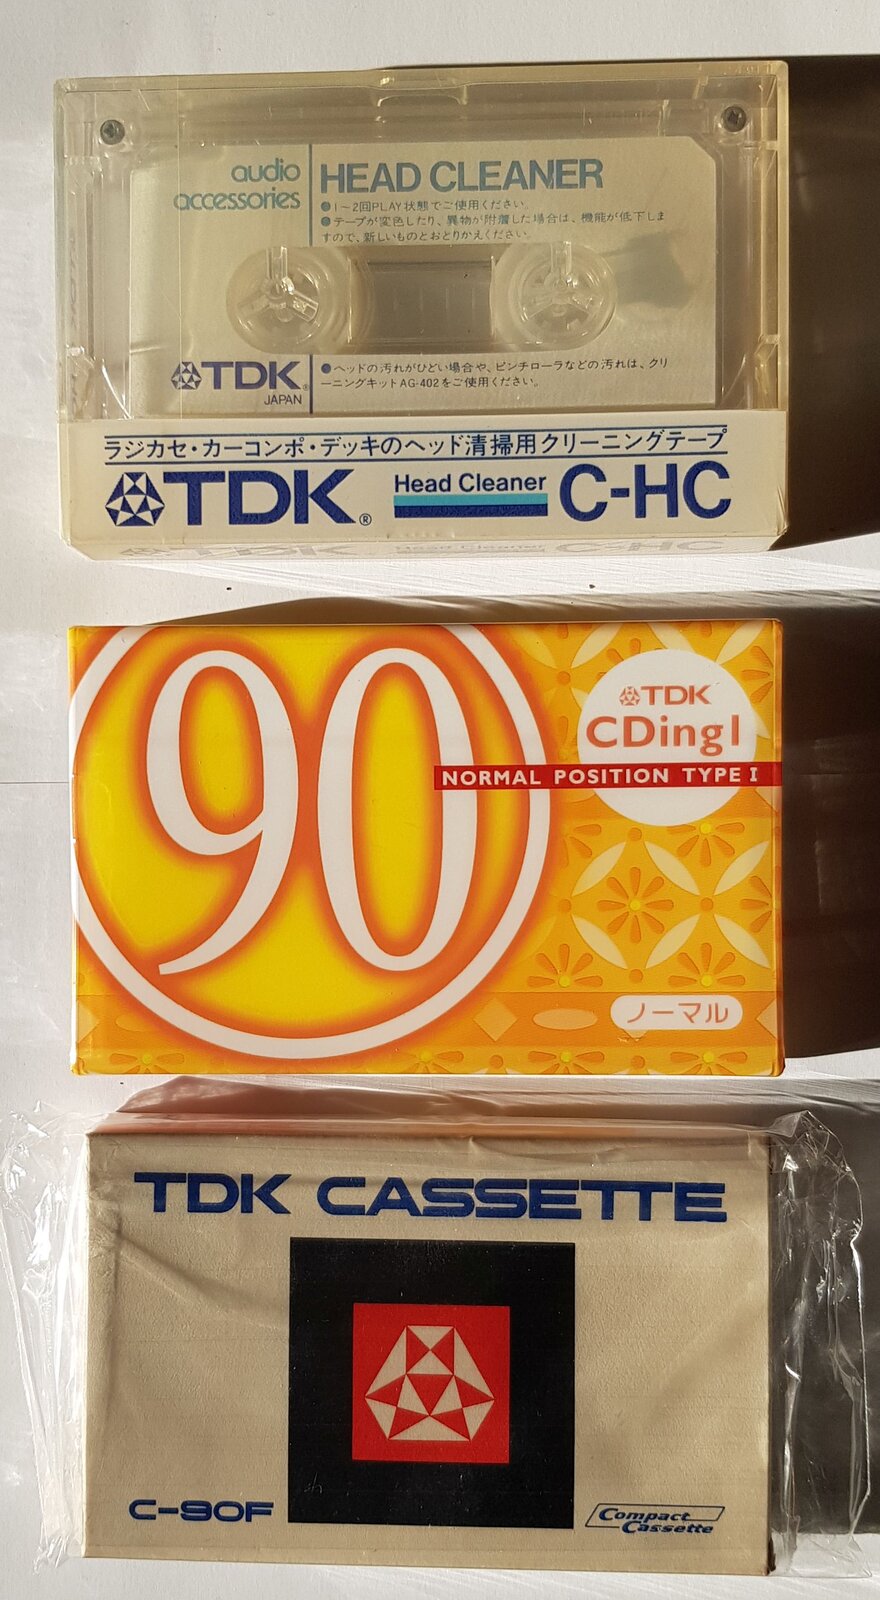 audio
accessories
HEAD CLEANER
●1〜2回PLAY状態でご使用ください。
●テープが変色したり、異物が附着した場合は、機能が低下しま
すので、新しいものとおとりかえください。
TDK®
JAPAN
●ヘッドの汚れがひどい場合や、ピンチローラなどの汚れは、クリ
ーニングキットAG-402をご使用ください。
ラジカセ・カーコンポ・デッキのヘッド清掃用クリーニングテープ
TDK® Head Cleaner C-HC
TDK Head Cleaner C-HC
90
TDK
CDing I
NORMAL POSITION TYPE I
ノーマル
TDK CASSETTE
C-90F
Compact
Cassette